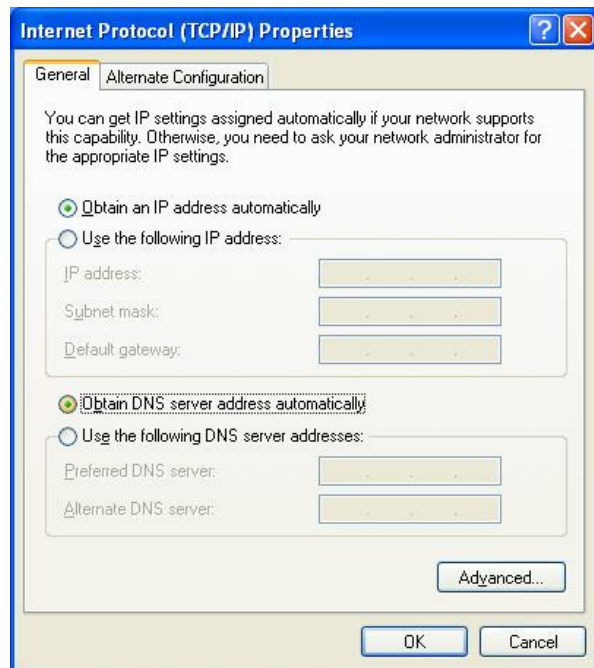 Internet Protocol (TCP/IP) Properties
General
Alternate Configuration
You can get IP settings assigned automatically if your network supports
this capability. Otherwise, you need to ask your network administrator for
the appropriate IP settings.
Obtain an IP address automatically
Use the following IP address:
IP address:
Subnet mask:
Default gateway:
Obtain DNS server address automatically
Use the following DNS server addresses:
Preferred DNS server:
Alternate DNS server:
Advanced...
OK
Cancel